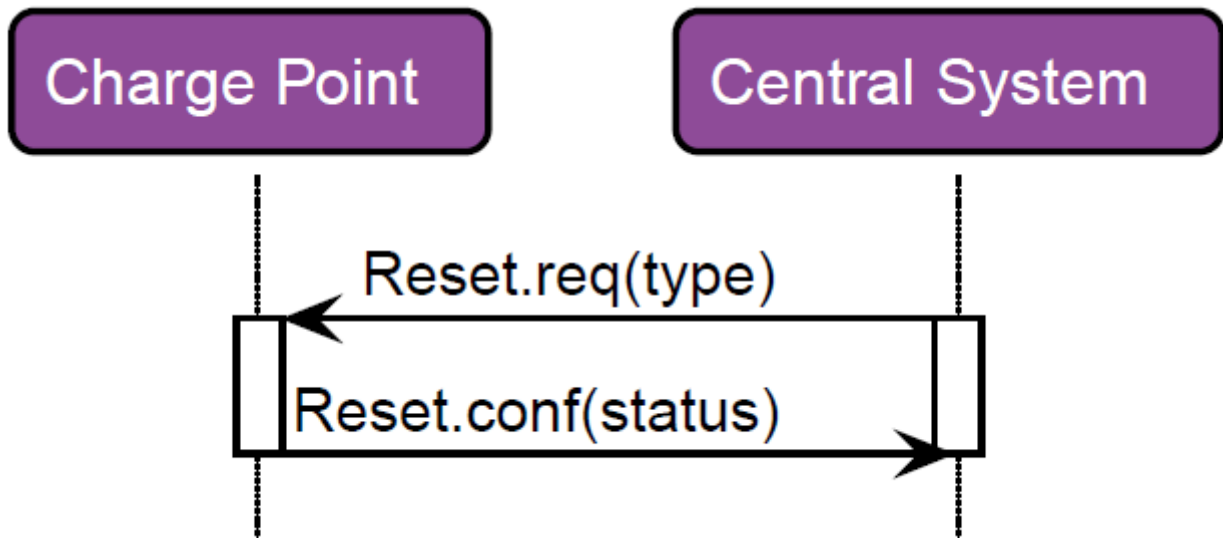 Charge Point
Central System
Reset.req(type)
Reset.conf(status)